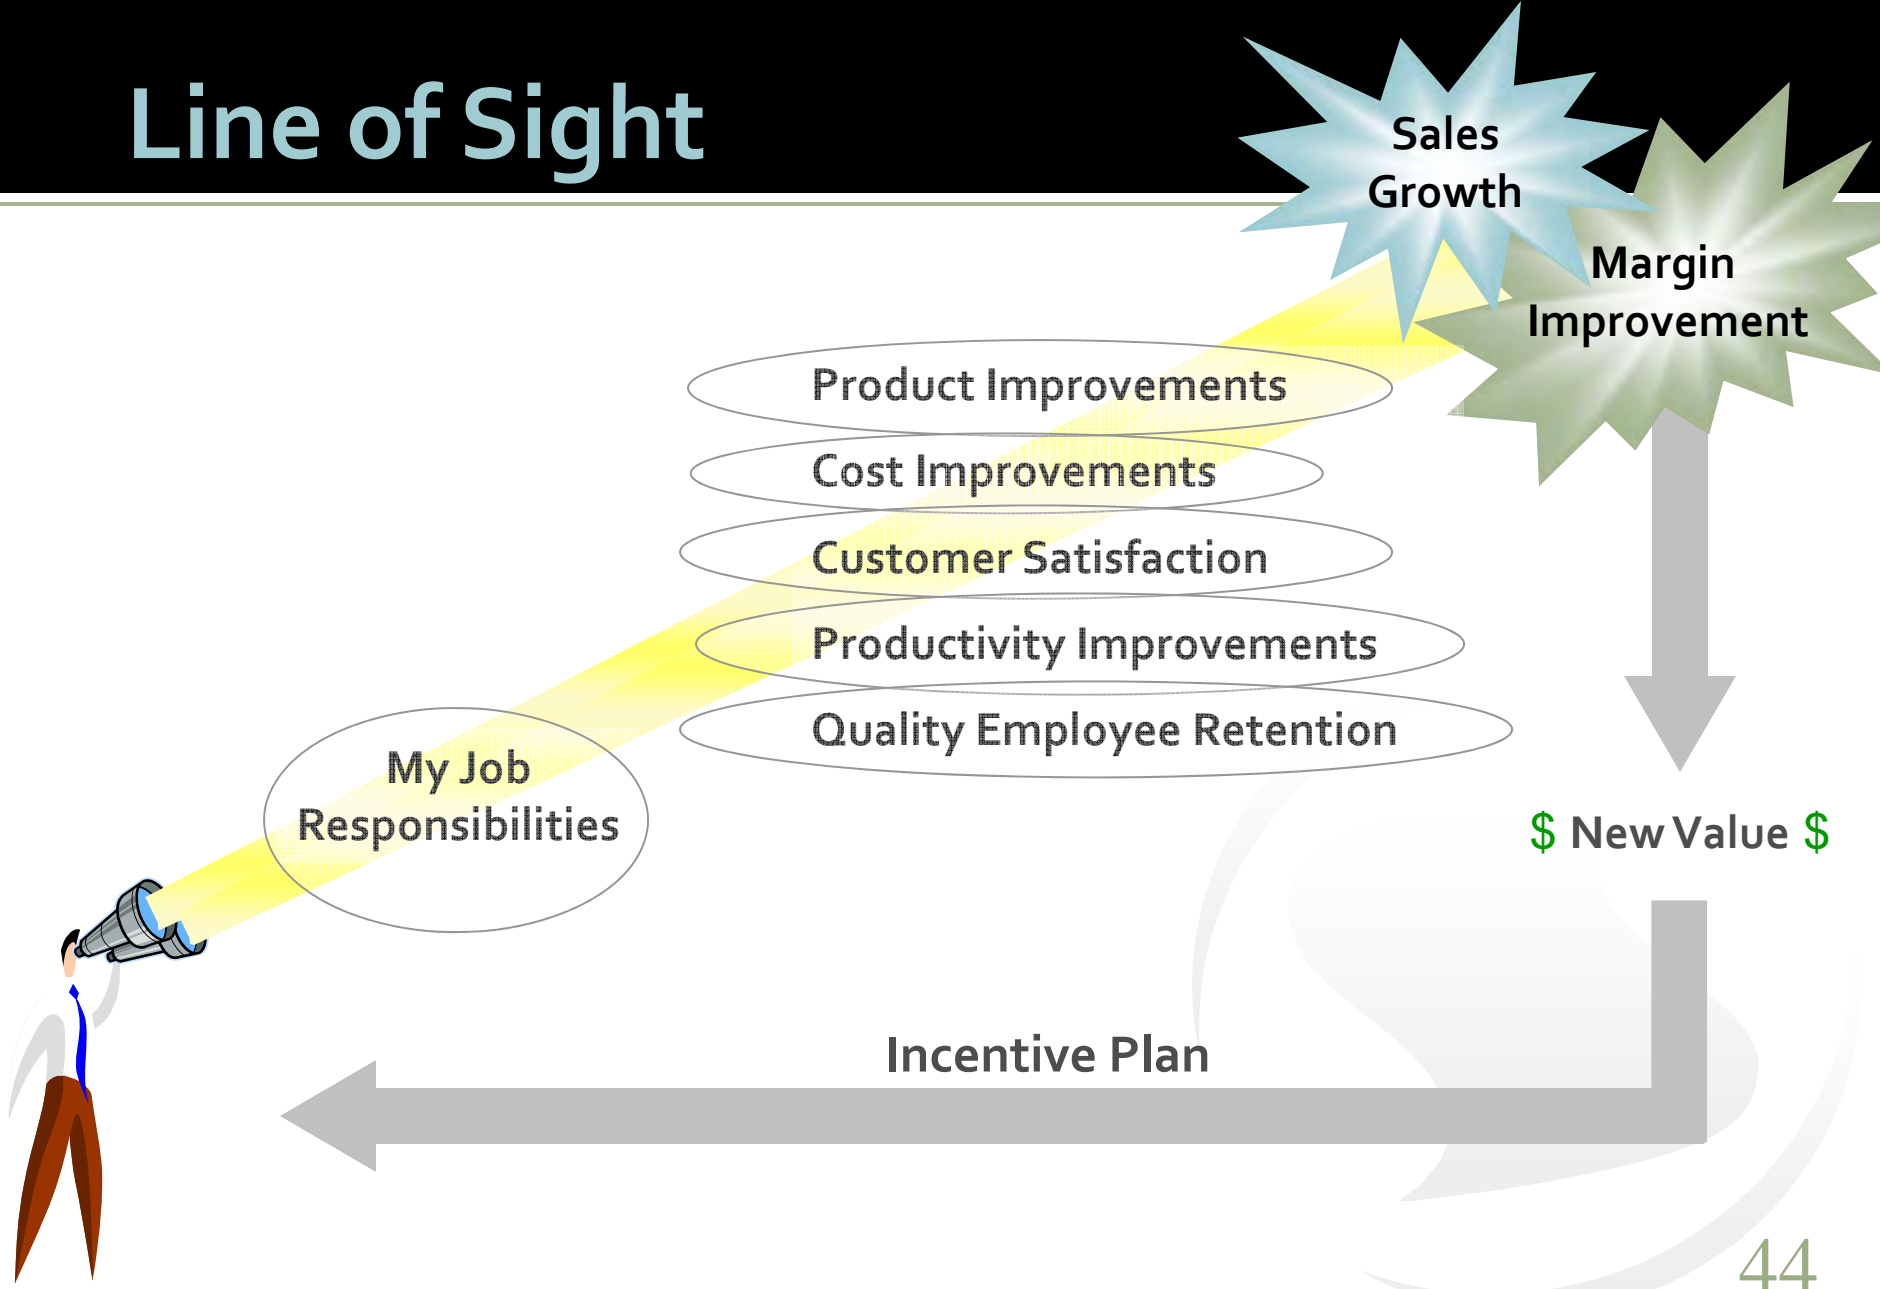 Line of Sight
Sales
Growth
Margin
Improvement
Product Improvements
Cost Improvements
Customer Satisfaction
Productivity Improvements
Quality Employee Retention
My Job
Responsibilities
$ New Value $
Incentive Plan
44